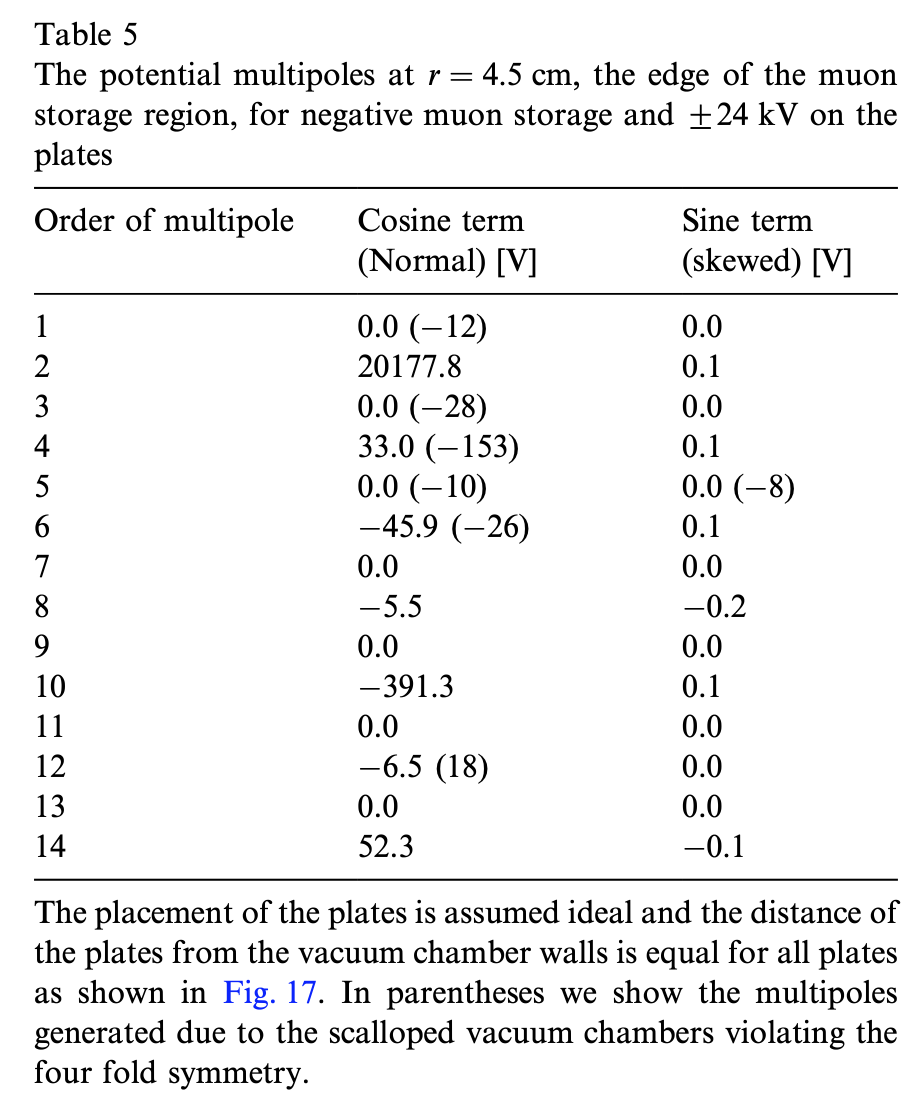 Table 5
The potential multipoles at r = 4.5 cm, the edge of the muon
storage region, for negative muon storage and ±24 kV on the
plates
Order of multipole Cosine term Sine term
(Normal) [V] (skewed) [V]
1 0.0 (−12) 0.0
2 20177.8 0.1
3 0.0 (−28) 0.0
4 33.0 (−153) 0.1
5 0.0 (−10) 0.0 (−8)
6 −45.9 (−26) 0.1
7 0.0 0.0
8 −5.5 −0.2
9 0.0 0.0
10 −391.3 0.1
11 0.0 0.0
12 −6.5 (18) 0.0
13 0.0 0.0
14 52.3 −0.1
The placement of the plates is assumed ideal and the distance of
the plates from the vacuum chamber walls is equal for all plates
as shown in Fig. 17. In parentheses we show the multipoles
generated due to the scalloped vacuum chambers violating the
four fold symmetry.